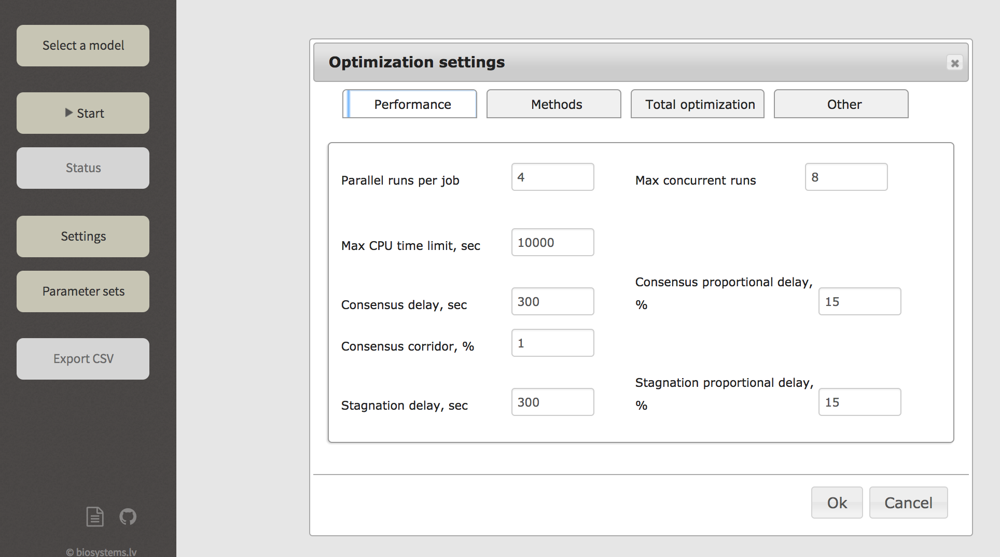 Select a model
Start
Status
Settings
Parameter sets
Export CSV
© biosystems.lv
Optimization settings
Performance Methods Total optimization Other
Parallel runs per job 4 Max concurrent runs 8
Max CPU time limit, sec 10000
Consensus delay, sec 300 Consensus proportional delay,
% 15
Consensus corridor, % 1
Stagnation delay, sec 300 Stagnation proportional delay,
% 15
Ok Cancel